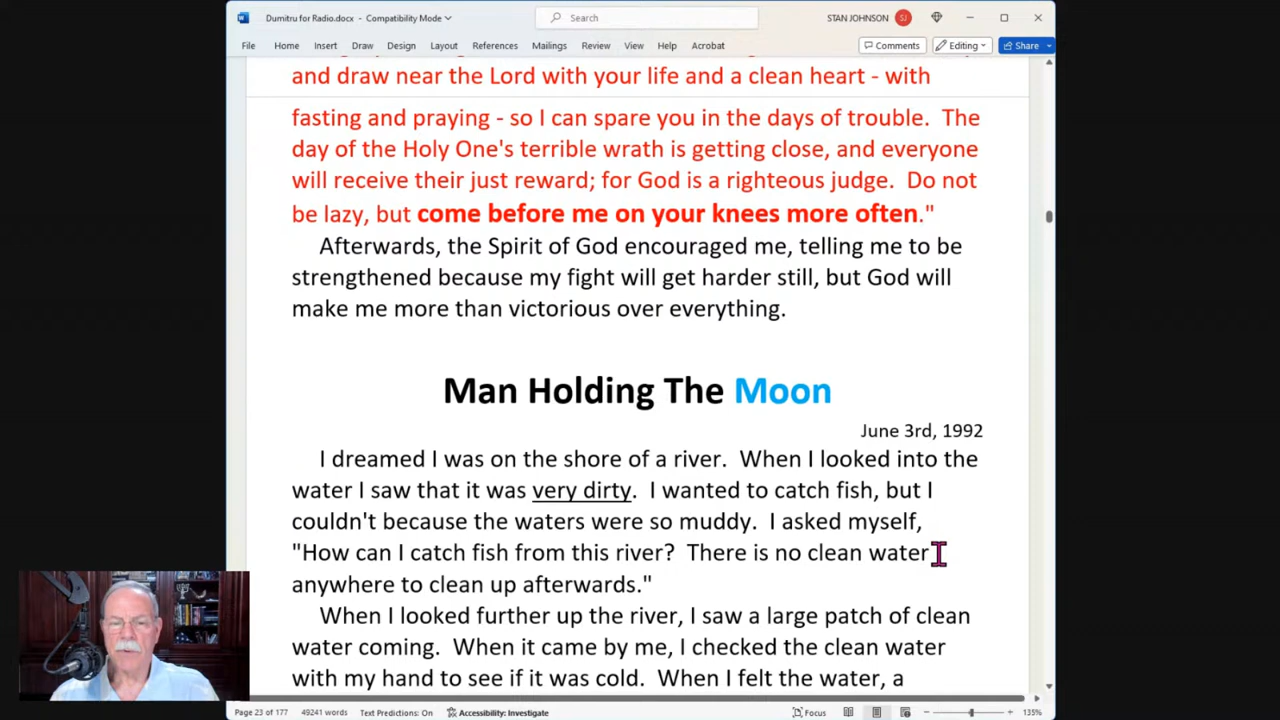 Dumitru for Radio.docx - Compatibility Mode
Search
STAN JOHNSON SJ
File Home Insert Draw Design Layout References Mailings Review View Help Acrobat
Comments Editing Share
and draw near the Lord with your life and a clean heart - with
fasting and praying - so I can spare you in the days of trouble. The
day of the Holy One's terrible wrath is getting close, and everyone
will receive their just reward; for God is a righteous judge. Do not
be lazy, but come before me on your knees more often."
Afterwards, the Spirit of God encouraged me, telling me to be
strengthened because my fight will get harder still, but God will
make me more than victorious over everything.
Man Holding The Moon
June 3rd, 1992
I dreamed I was on the shore of a river. When I looked into the
water I saw that it was very dirty. I wanted to catch fish, but I
couldn't because the waters were so muddy. I asked myself,
"How can I catch fish from this river? There is no clean water
anywhere to clean up afterwards."
When I looked further up the river, I saw a large patch of clean
water coming. When it came by me, I checked the clean water
with my hand to see if it was cold. When I felt the water, a
Page 23 of 177 49241 words Text Predictions: On Accessibility: Investigate Focus 135%